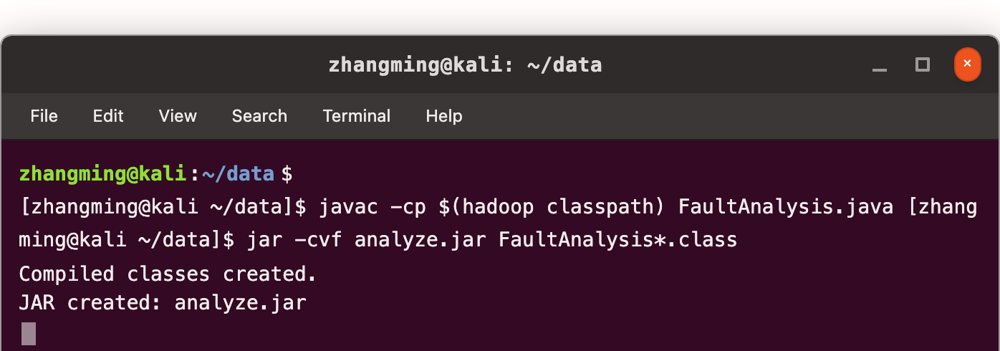 zhangming@kali: ~/data
File Edit View Search Terminal Help
zhangming@kali:~/data $
[zhangming@kali ~/data]$ javac -cp $(hadoop classpath) FaultAnalysis.java [zhang
ming@kali ~/data]$ jar -cvf analyze.jar FaultAnalysis*.class
Compiled classes created.
JAR created: analyze.jar